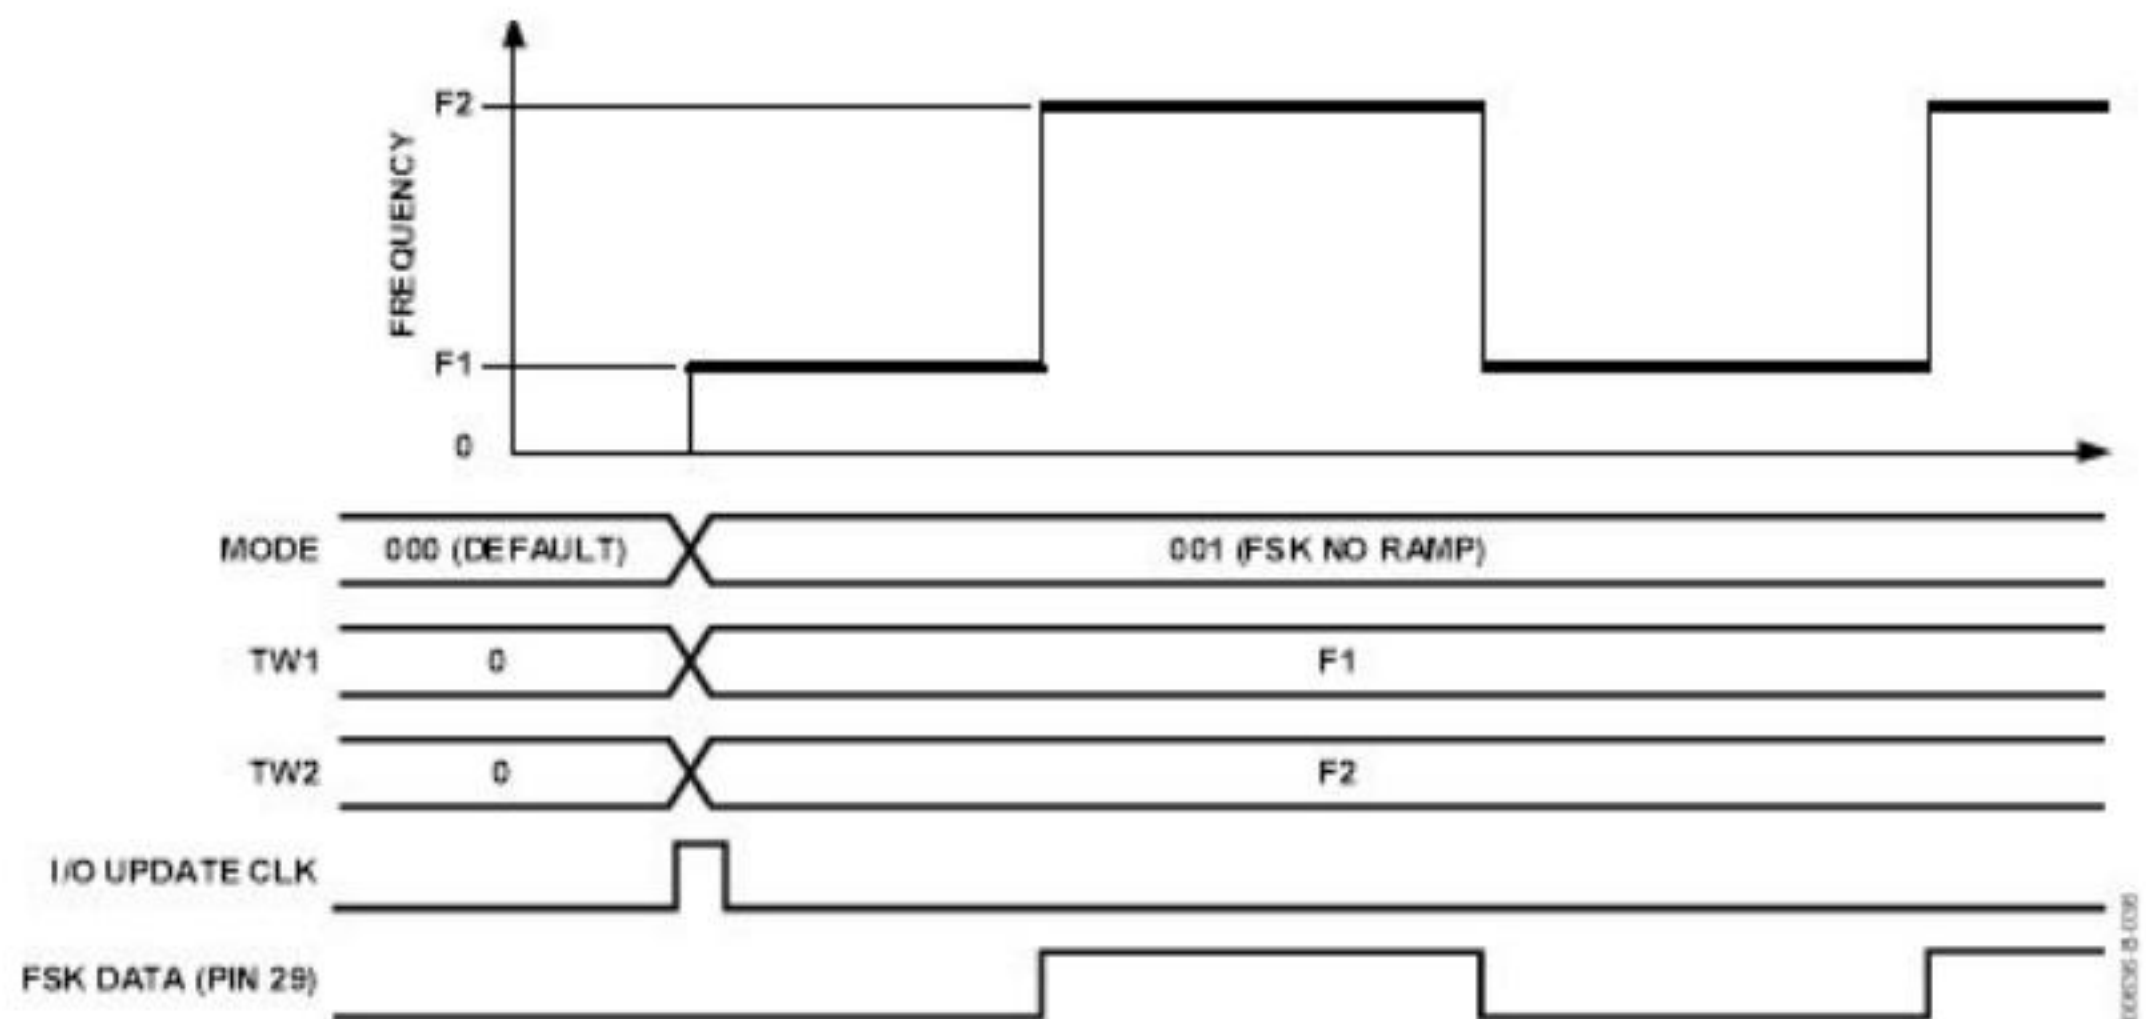 F2
FREQUENCY
F1
0
MODE 000 (DEFAULT) 001 (FSK NO RAMP)
TW1 0 F1
TW2 0 F2
I/O UPDATE CLK
FSK DATA (PIN 29)